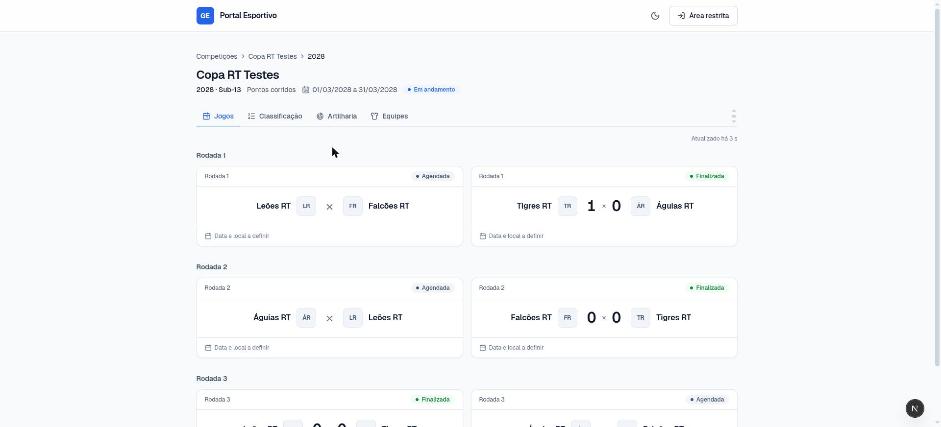 GE Portal Esportivo
Área restrita
Competições > Copa RT Testes > 2028
Copa RT Testes
2028 · Sub-13 Pontos corridos 01/03/2028 a 31/03/2028 Em andamento
Jogos Classificação Artilharia Equipes
Atualizado há 3 s
Rodada 1
Rodada 1 Agendada
Leões RT LR × FR Falcões RT
Data e local a definir
Rodada 1 Finalizada
Tigres RT TR 1 × 0 ÁR Águias RT
Data e local a definir
Rodada 2
Rodada 2 Agendada
Águias RT ÁR × LR Leões RT
Data e local a definir
Rodada 2 Finalizada
Falcões RT FR 0 × 0 TR Tigres RT
Data e local a definir
Rodada 3
Rodada 3 Finalizada
Rodada 3 Agendada
N